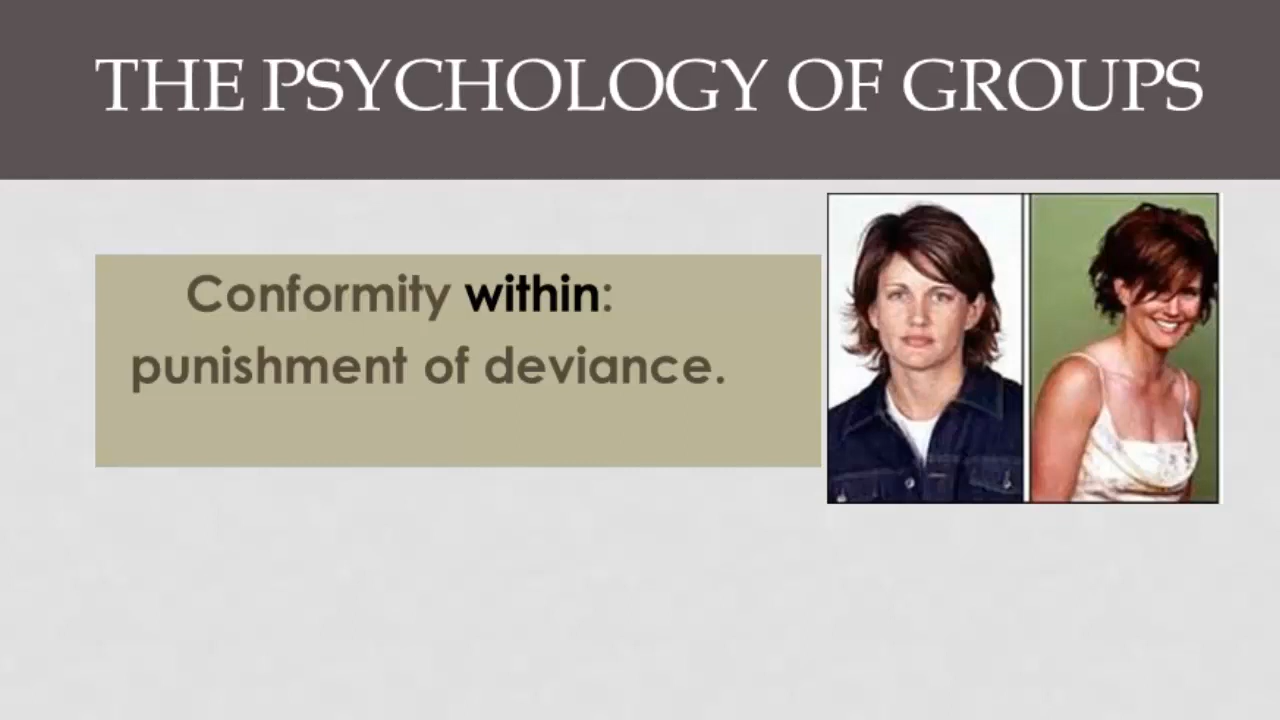 THE PSYCHOLOGY OF GROUPS
Conformity within:
punishment of deviance.